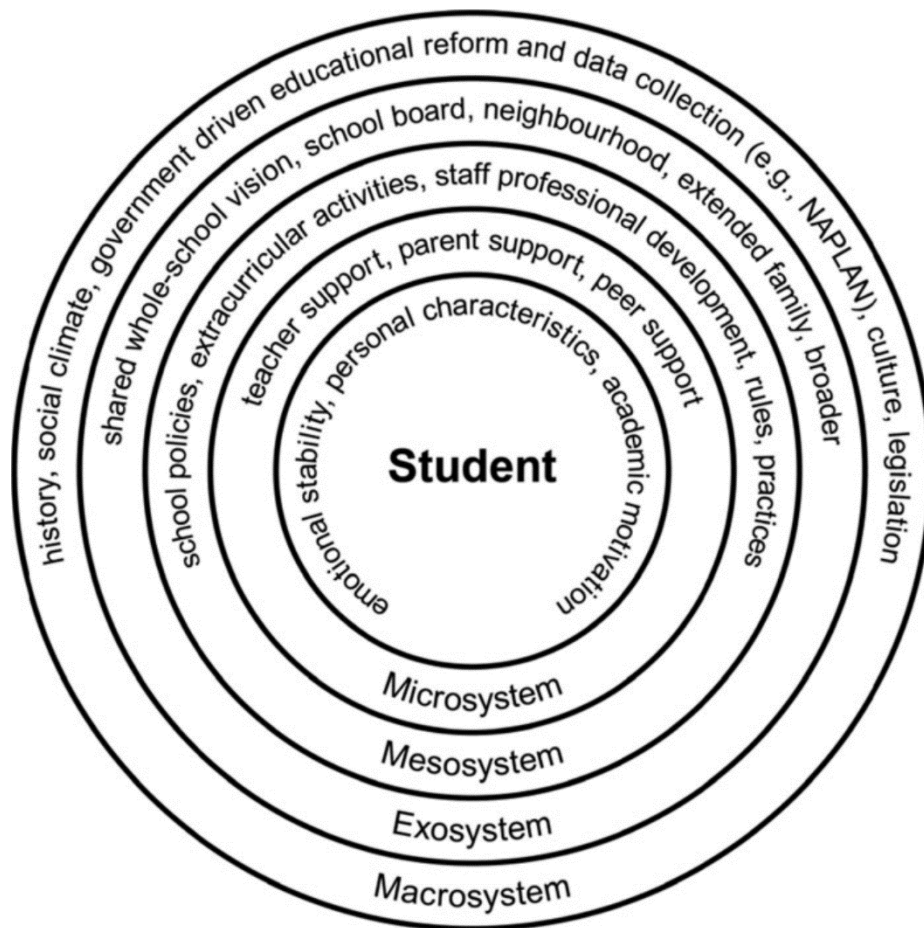 history, social climate, government driven educational reform and data collection (e.g., NAPLAN), culture, legislation
shared whole-school vision, school board, neighbourhood, extended family, broader
school policies, extracurricular activities, staff professional development, rules, practices
teacher support, parent support, peer support
emotional stability, personal characteristics, academic motivation
Student
Microsystem
Mesosystem
Exosystem
Macrosystem